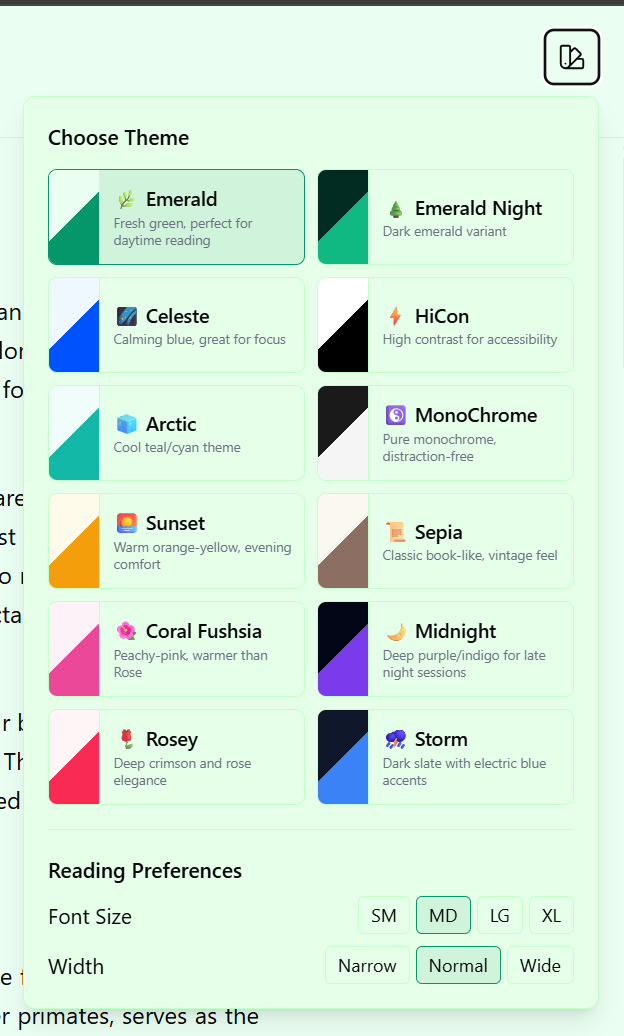 Choose Theme
Emerald
Fresh green, perfect for
daytime reading
Emerald Night
Dark emerald variant
Celeste
Calming blue, great for focus
HiCon
High contrast for accessibility
Arctic
Cool teal/cyan theme
MonoChrome
Pure monochrome,
distraction-free
Sunset
Warm orange-yellow, evening
comfort
Sepia
Classic book-like, vintage feel
Coral Fushsia
Peachy-pink, warmer than
Rose
Midnight
Deep purple/indigo for late
night sessions
Rosey
Deep crimson and rose
elegance
Storm
Dark slate with electric blue
accents
Reading Preferences
Font Size
SM MD LG XL
Width
Narrow Normal Wide
primates, serves as the